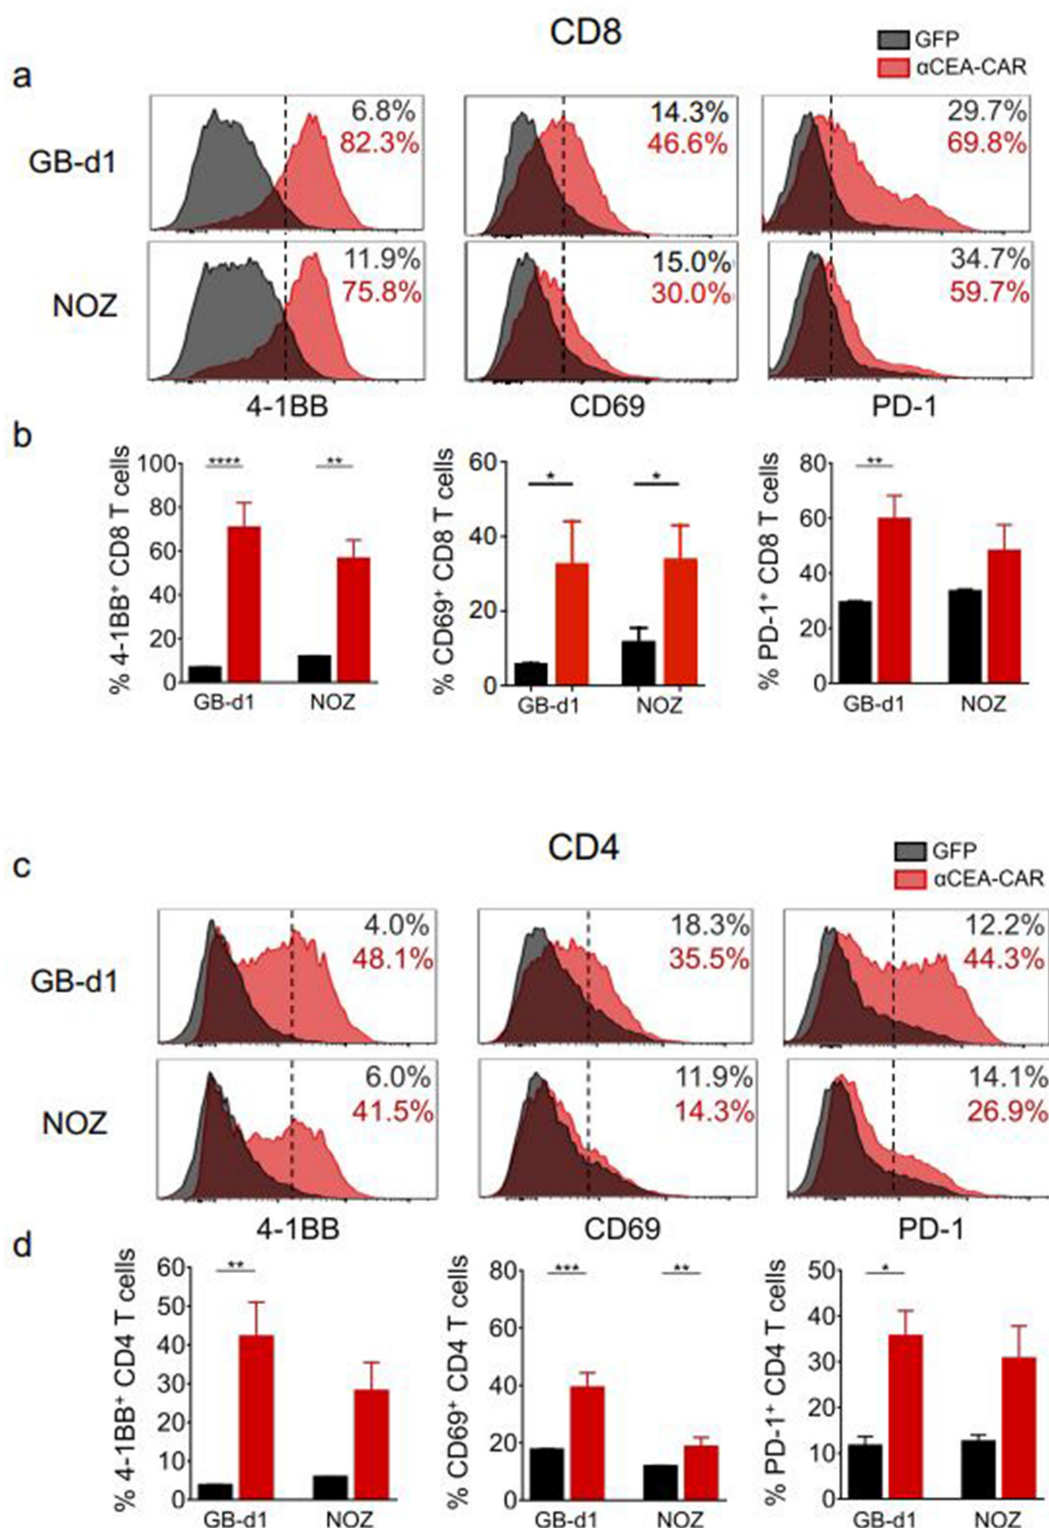 CD8
GFP
αCEA-CAR
a
GB-d1
6.8%
82.3%
14.3%
46.6%
29.7%
69.8%
NOZ
11.9%
75.8%
15.0%
30.0%
34.7%
59.7%
4-1BB
CD69
PD-1
b
% 4-1BB⁺ CD8 T cells
100
80
60
40
20
0
****
**
GB-d1
NOZ
% CD69⁺ CD8 T cells
60
40
20
0
*
*
GB-d1
NOZ
% PD-1⁺ CD8 T cells
80
60
40
20
0
**
GB-d1
NOZ
CD4
GFP
αCEA-CAR
c
GB-d1
4.0%
48.1%
18.3%
35.5%
12.2%
44.3%
NOZ
6.0%
41.5%
11.9%
14.3%
14.1%
26.9%
4-1BB
CD69
PD-1
d
% 4-1BB⁺ CD4 T cells
60
50
40
30
20
10
0
**
GB-d1
NOZ
% CD69⁺ CD4 T cells
80
60
40
20
0
***
**
GB-d1
NOZ
% PD-1⁺ CD4 T cells
50
40
30
20
10
0
*
GB-d1
NOZ